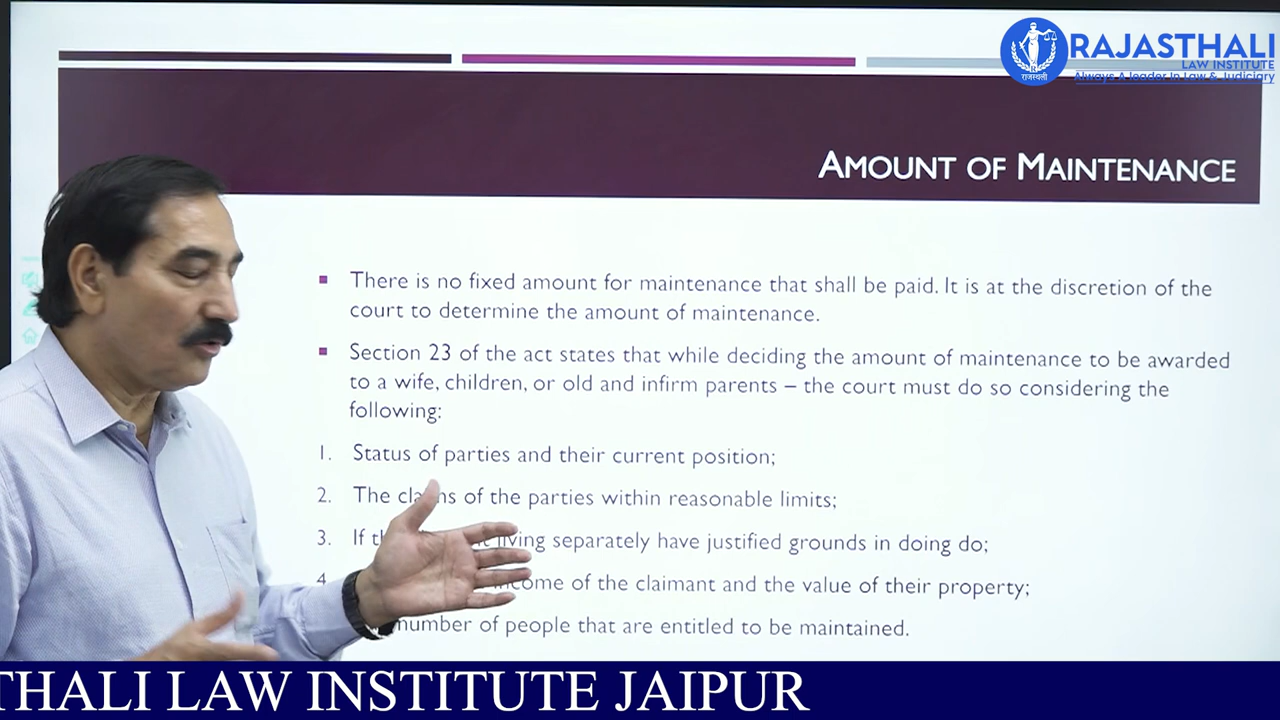 RAJASTHALI
LAW INSTITUTE
Always A leader In Law & Judiciary
राजस्थली
AMOUNT OF MAINTENANCE
There is no fixed amount for maintenance that shall be paid. It is at the discretion of the
court to determine the amount of maintenance.
Section 23 of the act states that while deciding the amount of maintenance to be awarded
to a wife, children, or old and infirm parents – the court must do so considering the
following:
1. Status of parties and their current position;
2. The of the parties within reasonable limits;
3. If living separately have justified grounds in doing do;
4 income of the claimant and the value of their property;
number of people that are entitled to be maintained.
THALI LAW INSTITUTE JAIPUR